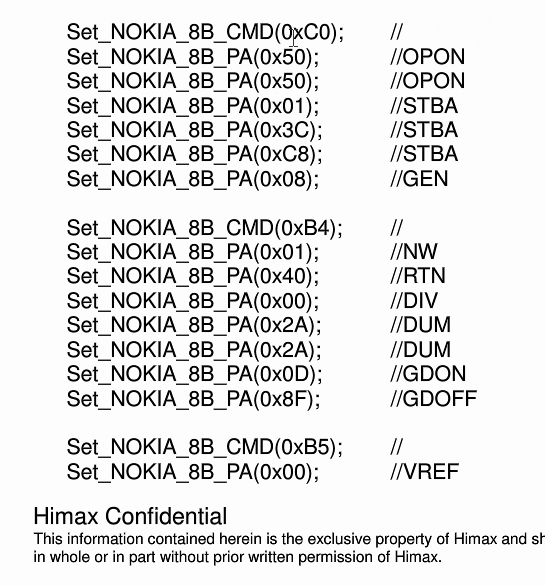 Set_NOKIA_8B_CMD(0xC0); //
Set_NOKIA_8B_PA(0x50); //OPON
Set_NOKIA_8B_PA(0x50); //OPON
Set_NOKIA_8B_PA(0x01); //STBA
Set_NOKIA_8B_PA(0x3C); //STBA
Set_NOKIA_8B_PA(0xC8); //STBA
Set_NOKIA_8B_PA(0x08); //GEN
Set_NOKIA_8B_CMD(0xB4); //
Set_NOKIA_8B_PA(0x01); //NW
Set_NOKIA_8B_PA(0x40); //RTN
Set_NOKIA_8B_PA(0x00); //DIV
Set_NOKIA_8B_PA(0x2A); //DUM
Set_NOKIA_8B_PA(0x2A); //DUM
Set_NOKIA_8B_PA(0x0D); //GDON
Set_NOKIA_8B_PA(0x8F); //GDOFF
Set_NOKIA_8B_CMD(0xB5); //
Set_NOKIA_8B_PA(0x00); //VREF
Himax Confidential
This information contained herein is the exclusive property of Himax and sh
in whole or in part without prior written permission of Himax.